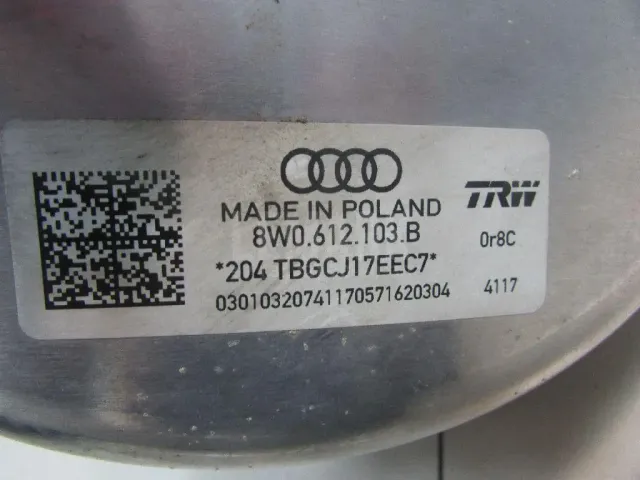 MADE IN POLAND
8W0.612.103.B
*204 TBGCJ17EEC7*
03010320741170571620304
TRW
0r8C
4117